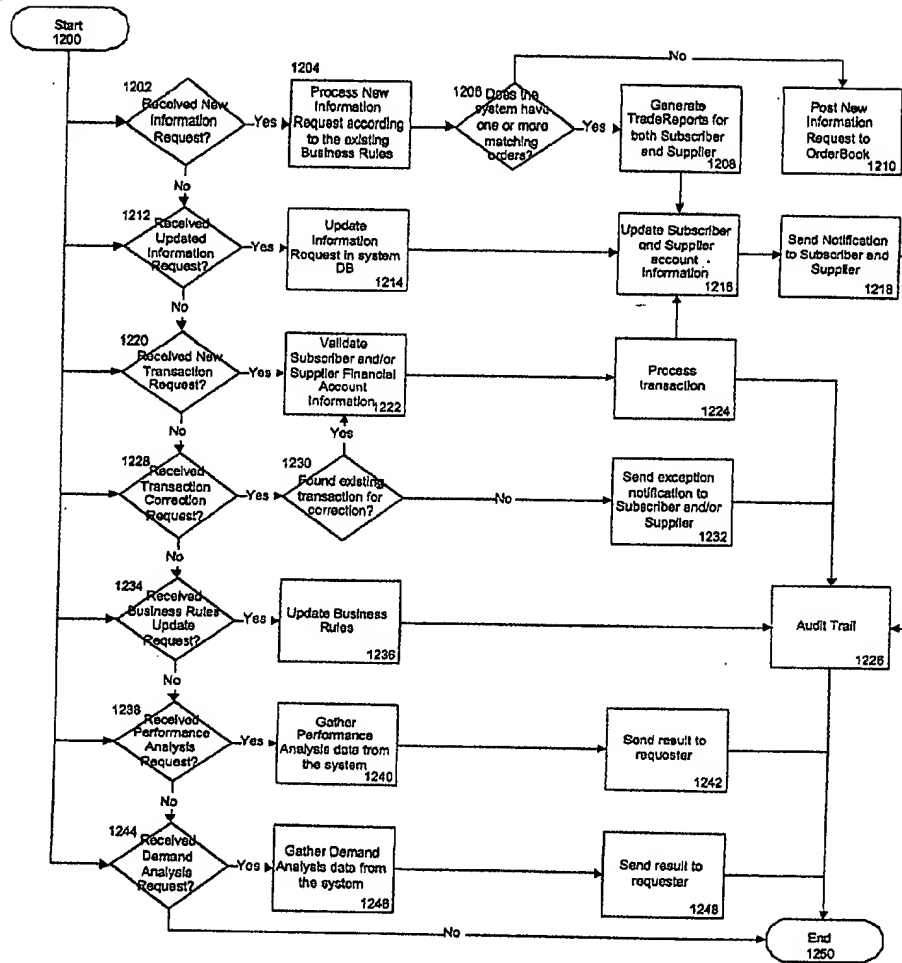 Start
1200
1202
Received New
Information
Request?
Yes
1204
Process New
Information
Request according
to the existing
Business Rules
1206
Does the
system have
one or more
matching
orders?
No
Yes
Generate
TradeReports for
both Subscriber
and Supplier
1208
Post New
Information
Request to
OrderBook
1210
No
1212
Received
Updated
Information
Request?
Yes
Update
Information
Request in system
DB
1214
Update Subscriber
and Supplier
account
Information
1216
Send Notification
to Subscriber and
Supplier
1218
No
1220
Received New
Transaction
Request?
Yes
Validate
Subscriber and/or
Supplier Financial
Account
Information
1222
Process
transaction
1224
No
Yes
1228
Received
Transaction
Correction
Request?
Yes
1230
Found existing
transaction for
correction?
No
Send exception
notification to
Subscriber and/or
Supplier
1232
No
1234
Received
Business Rules
Update
Request?
Yes
Update Business
Rules
1236
Audit Trail
1226
No
1238
Received
Performance
Analysis
Request?
Yes
Gather
Performance
Analysis data from
the system
1240
Send result to
requester
1242
No
1244
Received
Demand
Analysis
Request?
Yes
Gather Demand
Analysis data from
the system
1246
Send result to
requester
1248
No
End
1250